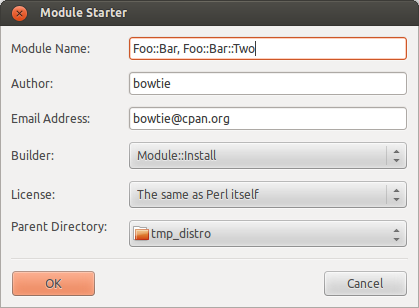 Module Starter
Module Name: Foo::Bar, Foo::Bar::Two
Author: bowtie
Email Address: bowtie@cpan.org
Builder: Module::Install
License: The same as Perl itself
Parent Directory: tmp_distro
OK Cancel